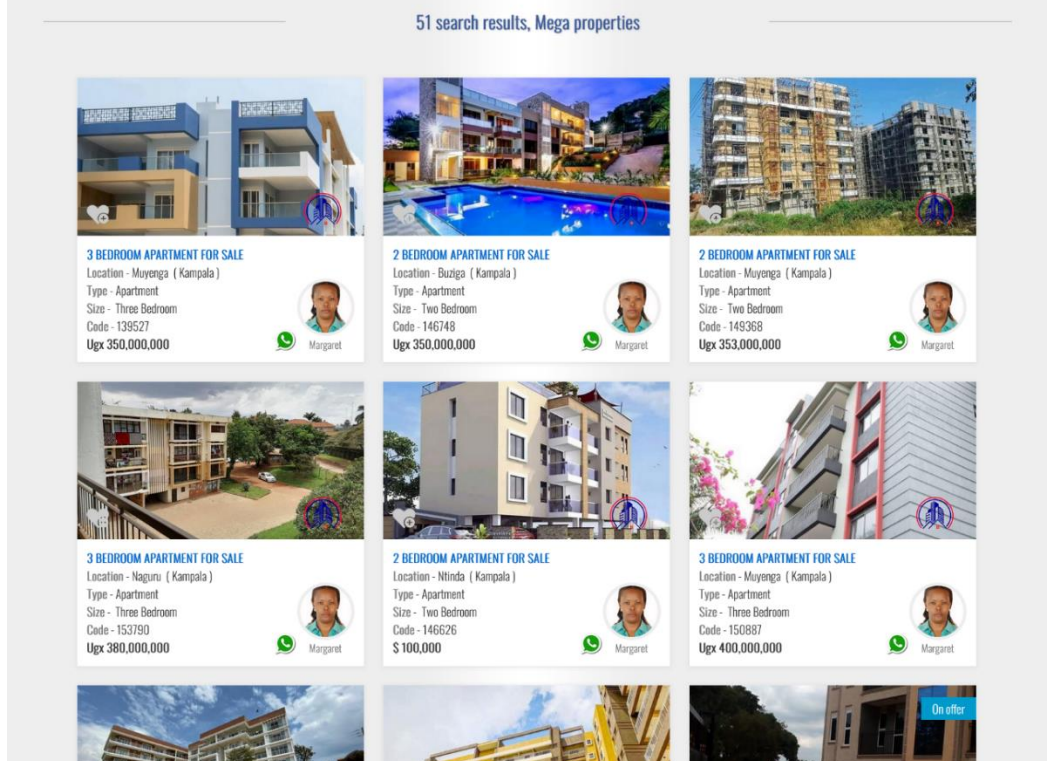 51 search results, Mega properties
3 BEDROOM APARTMENT FOR SALE
Location - Muyenga ( Kampala )
Type - Apartment
Size - Three Bedroom
Code - 139527
Ugx 350,000,000
Margaret
2 BEDROOM APARTMENT FOR SALE
Location - Buziga ( Kampala )
Type - Apartment
Size - Two Bedroom
Code - 146748
Ugx 350,000,000
Margaret
2 BEDROOM APARTMENT FOR SALE
Location - Muyenga ( Kampala )
Type - Apartment
Size - Two Bedroom
Code - 149368
Ugx 353,000,000
Margaret
3 BEDROOM APARTMENT FOR SALE
Location - Naguru ( Kampala )
Type - Apartment
Size - Three Bedroom
Code - 153790
Ugx 380,000,000
Margaret
2 BEDROOM APARTMENT FOR SALE
Location - Ntinda ( Kampala )
Type - Apartment
Size - Two Bedroom
Code - 146626
$ 100,000
Margaret
3 BEDROOM APARTMENT FOR SALE
Location - Muyenga ( Kampala )
Type - Apartment
Size - Three Bedroom
Code - 150887
Ugx 400,000,000
Margaret
On offer